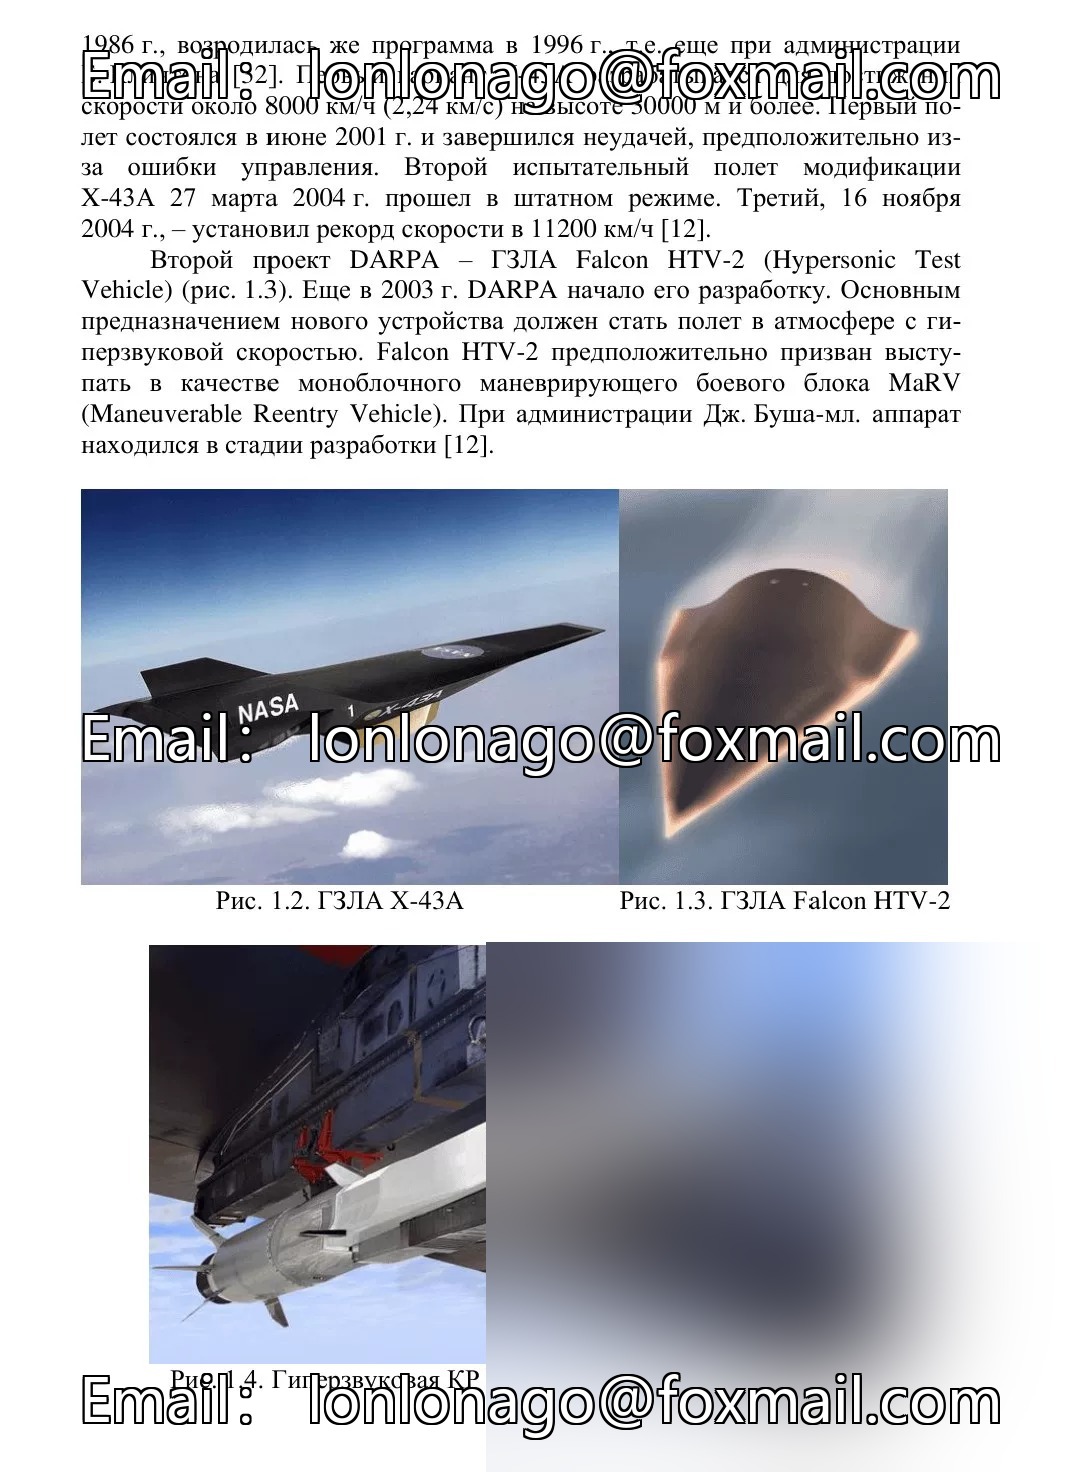 1986 г., возродилась же программа в 1996 г., т.е. еще при администрации
Email： lonlonago@foxmail.com
[32].
скорости около 8000 км/ч (2,24 км/с) на высоте 30000 м и более. Первый по-
лет состоялся в июне 2001 г. и завершился неудачей, предположительно из-
за ошибки управления. Второй испытательный полет модификации
X-43A 27 марта 2004 г. прошел в штатном режиме. Третий, 16 ноября
2004 г., – установил рекорд скорости в 11200 км/ч [12].
Второй проект DARPA – ГЗЛА Falcon HTV-2 (Hypersonic Test
Vehicle) (рис. 1.3). Еще в 2003 г. DARPA начало его разработку. Основным
предназначением нового устройства должен стать полет в атмосфере с ги-
перзвуковой скоростью. Falcon HTV-2 предположительно призван высту-
пать в качестве моноблочного маневрирующего боевого блока MaRV
(Maneuverable Reentry Vehicle). При администрации Дж. Буша-мл. аппарат
находился в стадии разработки [12].
NASA 1 X-43A
Email： lonlonago@foxmail.com
Рис. 1.2. ГЗЛА X-43A Рис. 1.3. ГЗЛА Falcon HTV-2
Рис. 1.4. Гиперзвуковая КР
Email： lonlonago@foxmail.com